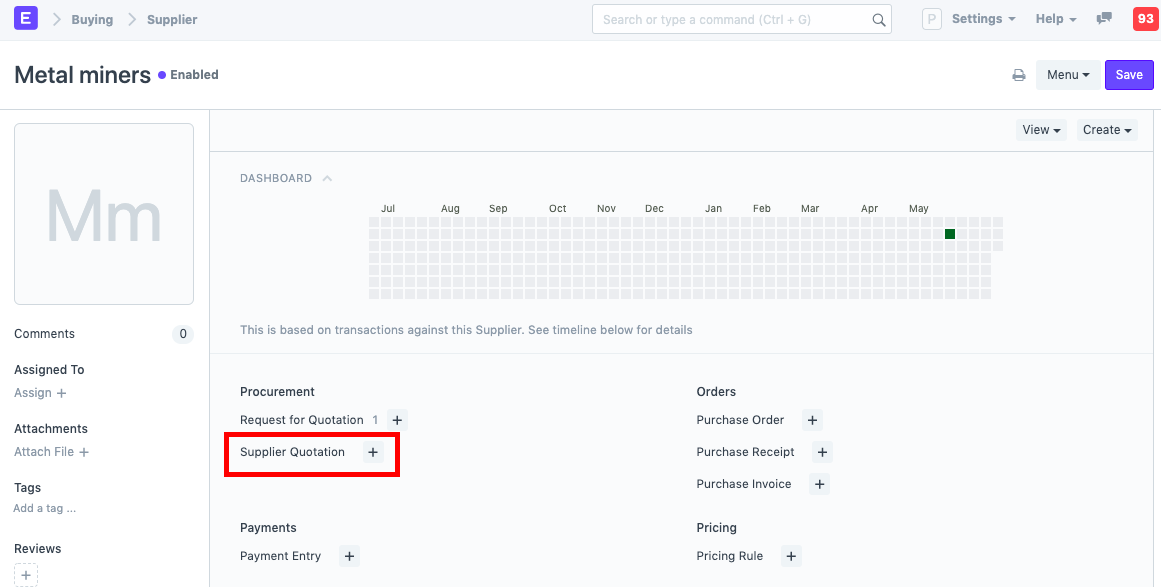 E Buying Supplier Search or type a command (Ctrl + G) P Settings Help 93
Metal miners Enabled Menu Save
View Create
Mm
DASHBOARD
Jul Aug Sep Oct Nov Dec Jan Feb Mar Apr May
This is based on transactions against this Supplier. See timeline below for details
Comments 0
Assigned To
Assign +
Attachments
Attach File +
Tags
Add a tag ...
Reviews
+
Procurement
Request for Quotation 1 +
Supplier Quotation +
Orders
Purchase Order +
Purchase Receipt +
Purchase Invoice +
Payments
Payment Entry +
Pricing
Pricing Rule +